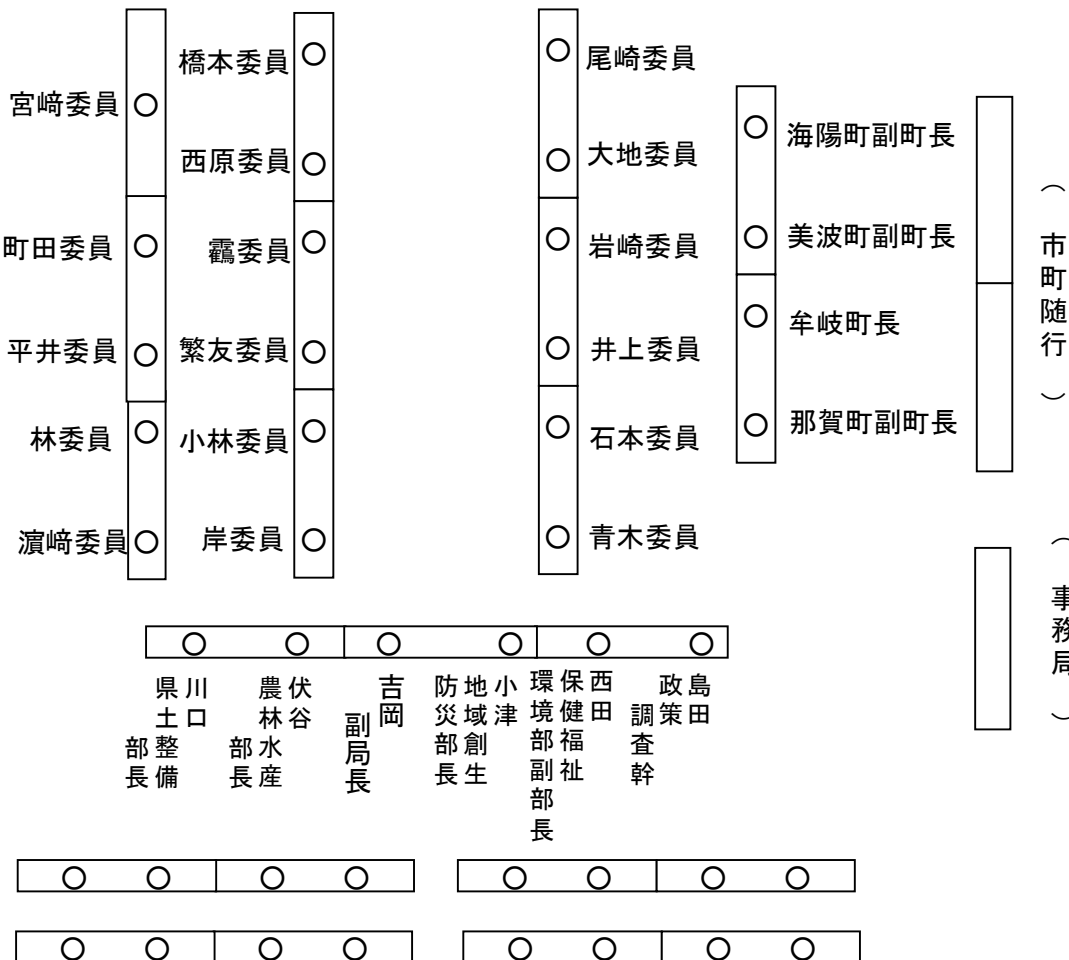 宮﨑委員
町田委員
平井委員
林委員
濵﨑委員
橋本委員
西原委員
靏委員
繁友委員
小林委員
岸委員
尾崎委員
大地委員
岩崎委員
井上委員
石本委員
青木委員
海陽町副町長
美波町副町長
牟岐町長
那賀町副町長
（ 市町随行 ）
（ 事務局 ）
川口
県土整備
部長
伏谷
農林水産
部長
吉岡
副局長
小津
地域創生
防災部長
西田
保健福祉
環境部副部長
島田
政策
調査幹